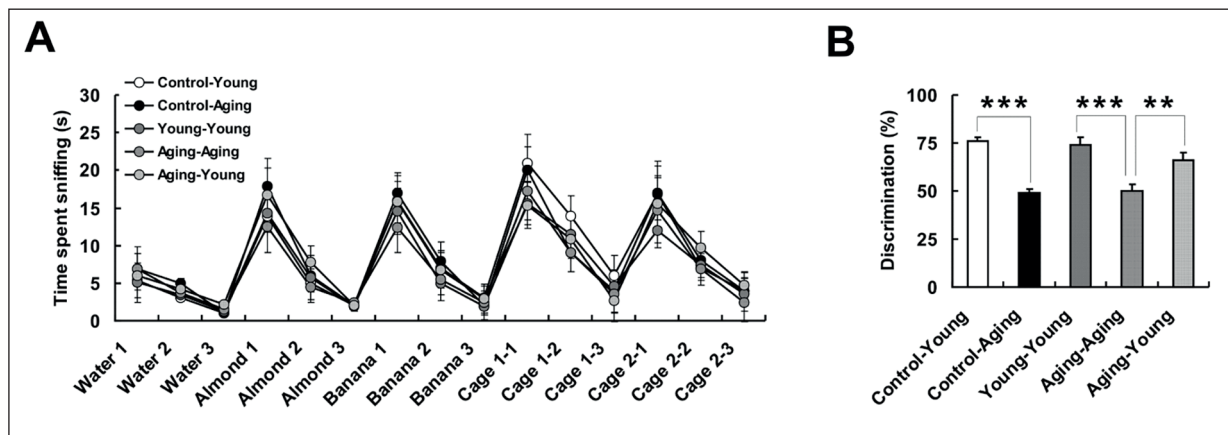 A
Control-Young
Control-Aging
Young-Young
Aging-Aging
Aging-Young
Time spent sniffing (s)
30
25
20
15
10
5
0
Water 1
Water 2
Water 3
Almond 1
Almond 2
Almond 3
Banana 1
Banana 2
Banana 3
Cage 1-1
Cage 1-2
Cage 1-3
Cage 2-1
Cage 2-2
Cage 2-3
B
*** *** **
Discrimination (%)
100
75
50
25
0
Control-Young
Control-Aging
Young-Young
Aging-Aging
Aging-Young